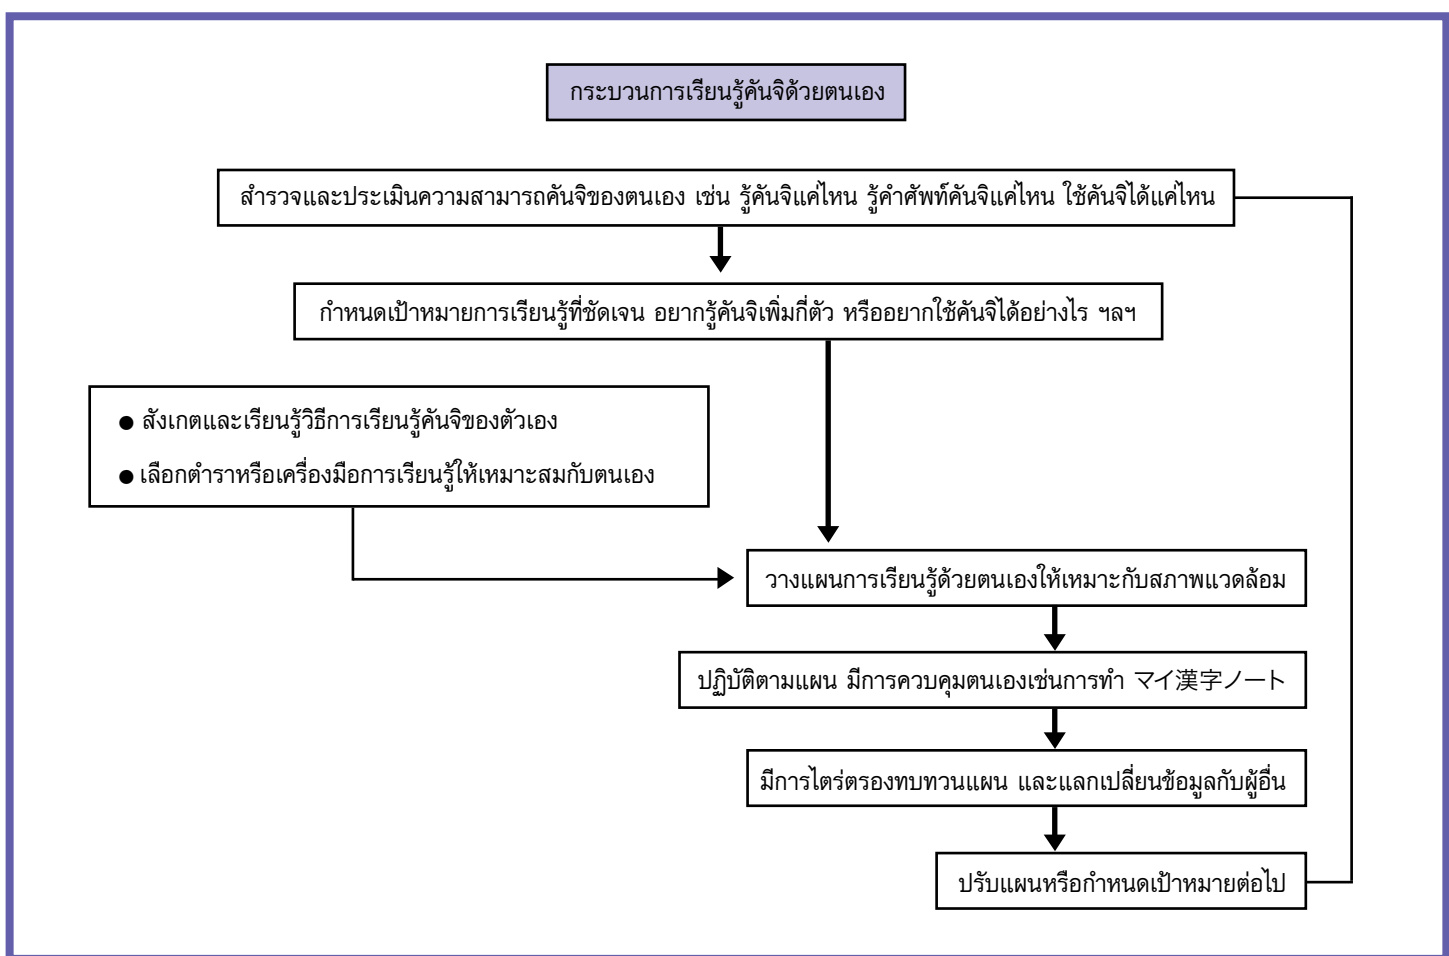 กระบวนการเรียนรู้คันจิด้วยตนเอง
สำรวจและประเมินความสามารถคันจิของตนเอง เช่น รู้คันจิแค่ไหน รู้คำศัพท์คันจิแค่ไหน ใช้คันจิได้แค่ไหน
กำหนดเป้าหมายการเรียนรู้ที่ชัดเจน อยากรู้คันจิเพิ่มกี่ตัว หรืออยากใช้คันจิได้อย่างไร ฯลฯ
● สังเกตและเรียนรู้วิธีการเรียนรู้คันจิของตัวเอง
● เลือกตำราหรือเครื่องมือการเรียนรู้ให้เหมาะสมกับตนเอง
วางแผนการเรียนรู้ด้วยตนเองให้เหมาะกับสภาพแวดล้อม
ปฏิบัติตามแผน มีการควบคุมตนเองเช่นการทำ マイ漢字ノート
มีการไตร่ตรองทบทวนแผน และแลกเปลี่ยนข้อมูลกับผู้อื่น
ปรับแผนหรือกำหนดเป้าหมายต่อไป